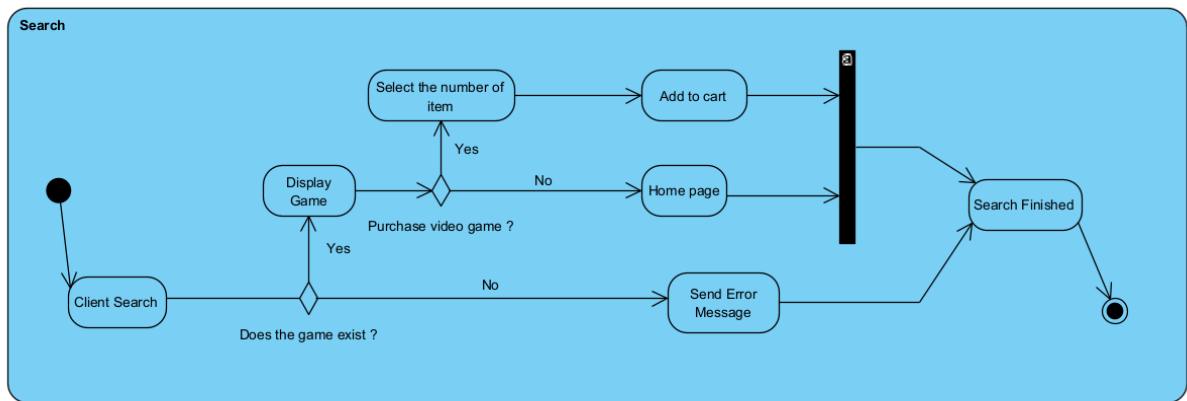 Search
Select the number of
item
Add to cart
Yes
Display
Game
No
Home page
Purchase video game ?
Search Finished
Yes
Client Search
No
Send Error
Message
Does the game exist ?